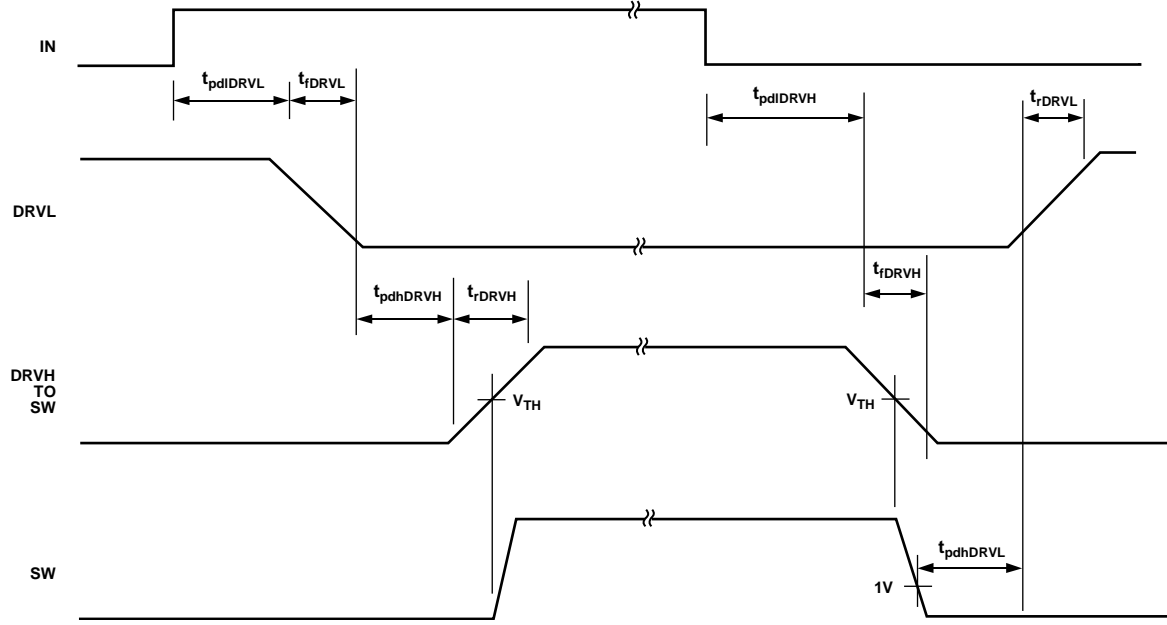 IN
tpdlDRVL
tfDRVL
tpdlDRVH
trDRVL
DRVL
tfDRVH
tpdhDRVH
trDRVH
DRVH
TO
SW
VTH
VTH
SW
1V
tpdhDRVL